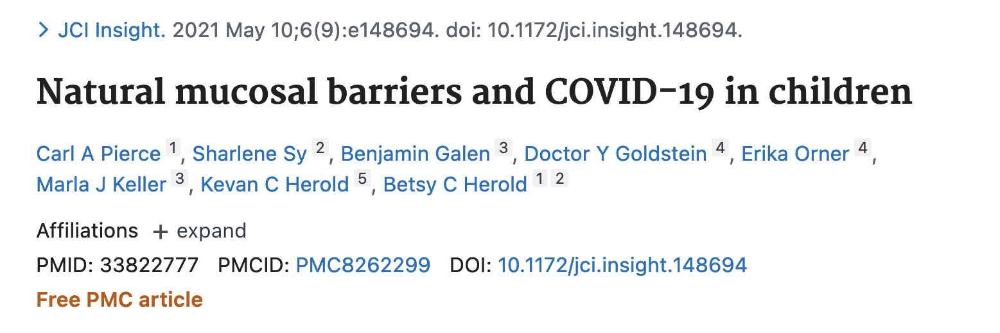 > JCI Insight. 2021 May 10;6(9):e148694. doi: 10.1172/jci.insight.148694.
Natural mucosal barriers and COVID-19 in children
Carl A Pierce 1, Sharlene Sy 2, Benjamin Galen 3, Doctor Y Goldstein 4, Erika Orner 4,
Marla J Keller 3, Kevan C Herold 5, Betsy C Herold 1 2
Affiliations + expand
PMID: 33822777 PMCID: PMC8262299 DOI: 10.1172/jci.insight.148694
Free PMC article